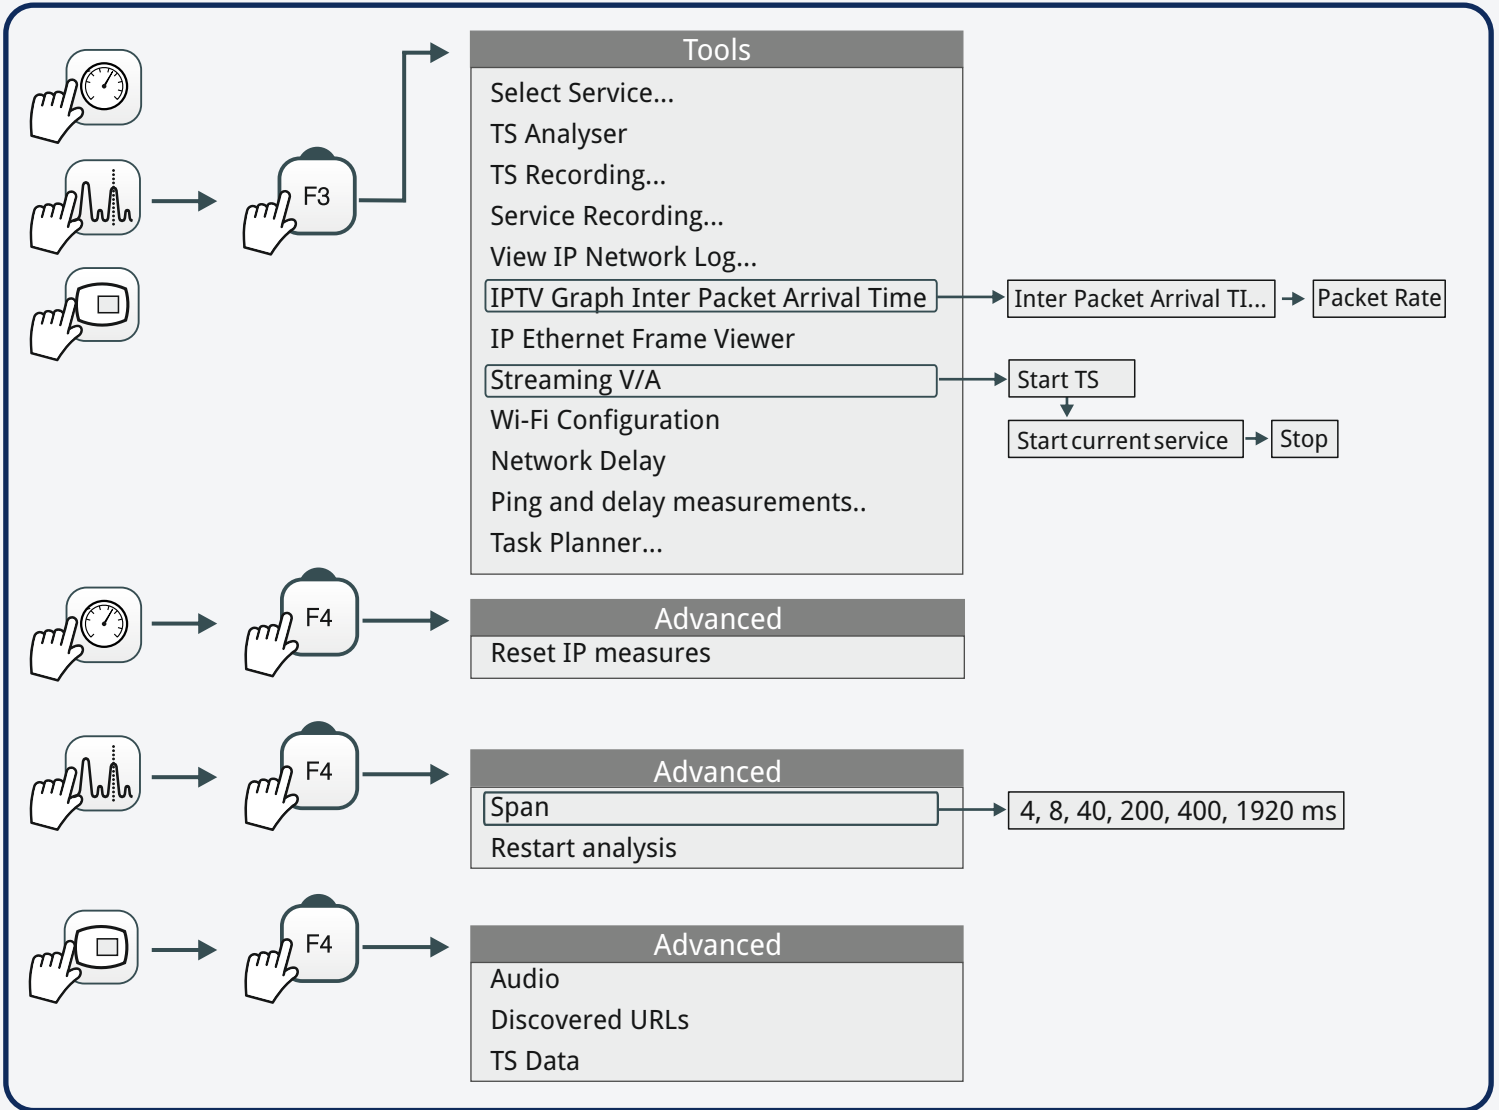 Tools
Select Service...
TS Analyser
F3
TS Recording...
Service Recording...
View IP Network Log...
IPTV Graph Inter Packet Arrival Time
Inter Packet Arrival TI...
Packet Rate
IP Ethernet Frame Viewer
Streaming V/A
Start TS
Wi-Fi Configuration
Start current service
Stop
Network Delay
Ping and delay measurements..
Task Planner...
F4
Advanced
Reset IP measures
F4
Advanced
Span
4, 8, 40, 200, 400, 1920 ms
Restart analysis
F4
Advanced
Audio
Discovered URLs
TS Data